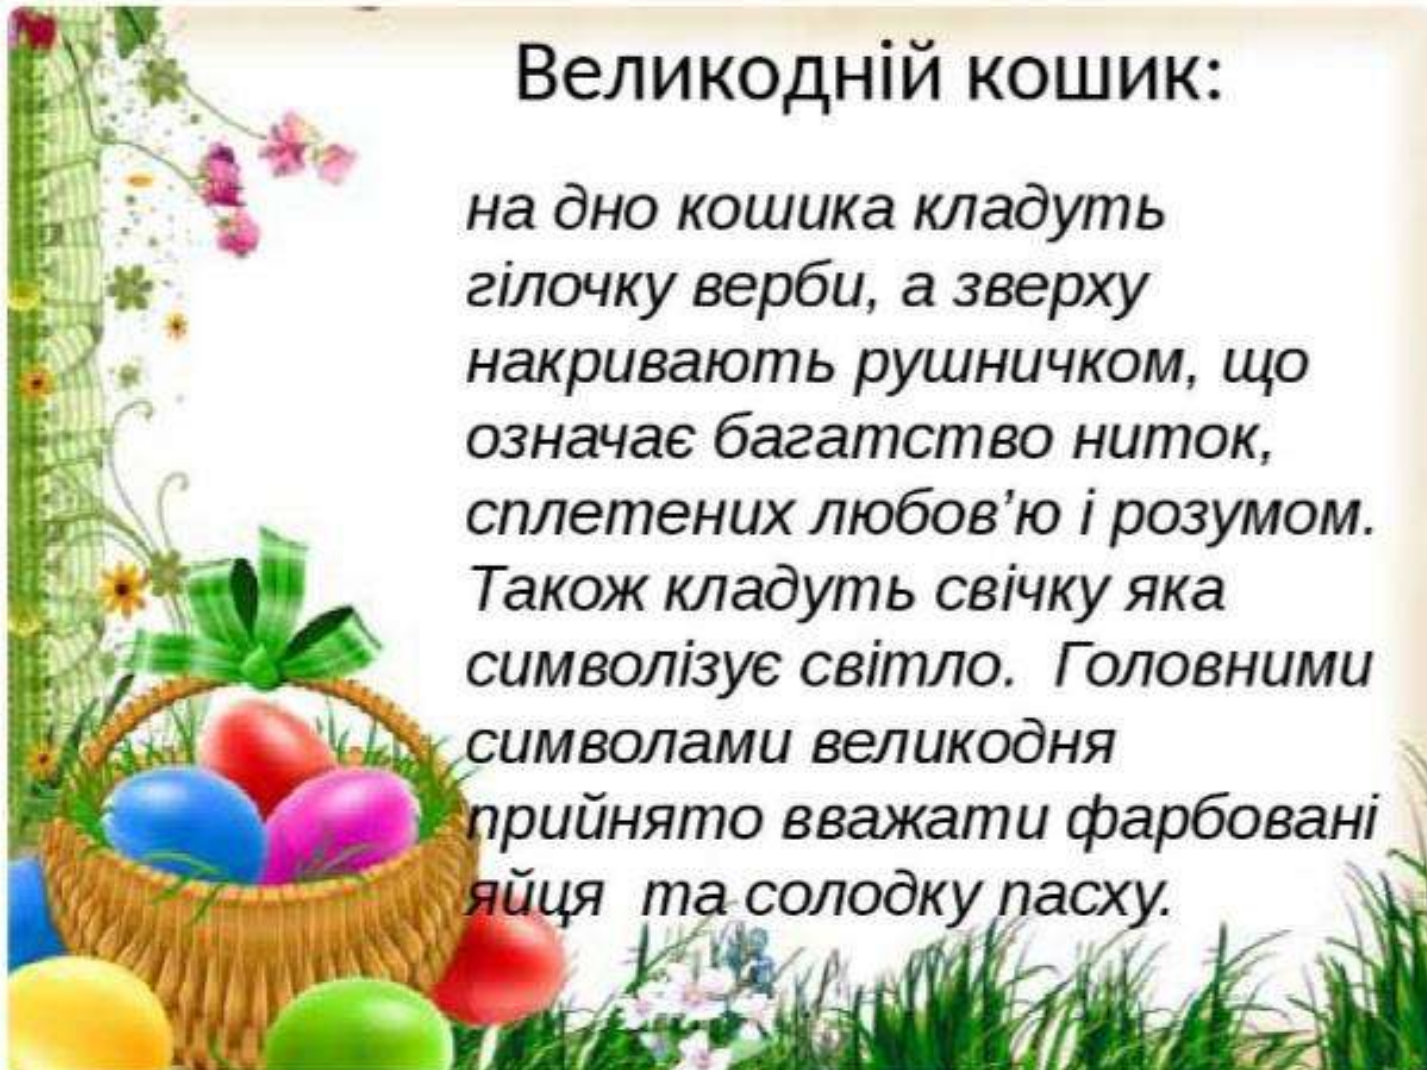 Великодній кошик:
на дно кошика кладуть
гілочку верби, а зверху
накривають рушничком, що
означає багатство ниток,
сплетених любов’ю і розумом.
Також кладуть свічку яка
символізує світло.  Головними
символами великодня
прийнято вважати фарбовані
яйця  та солодку пасху.